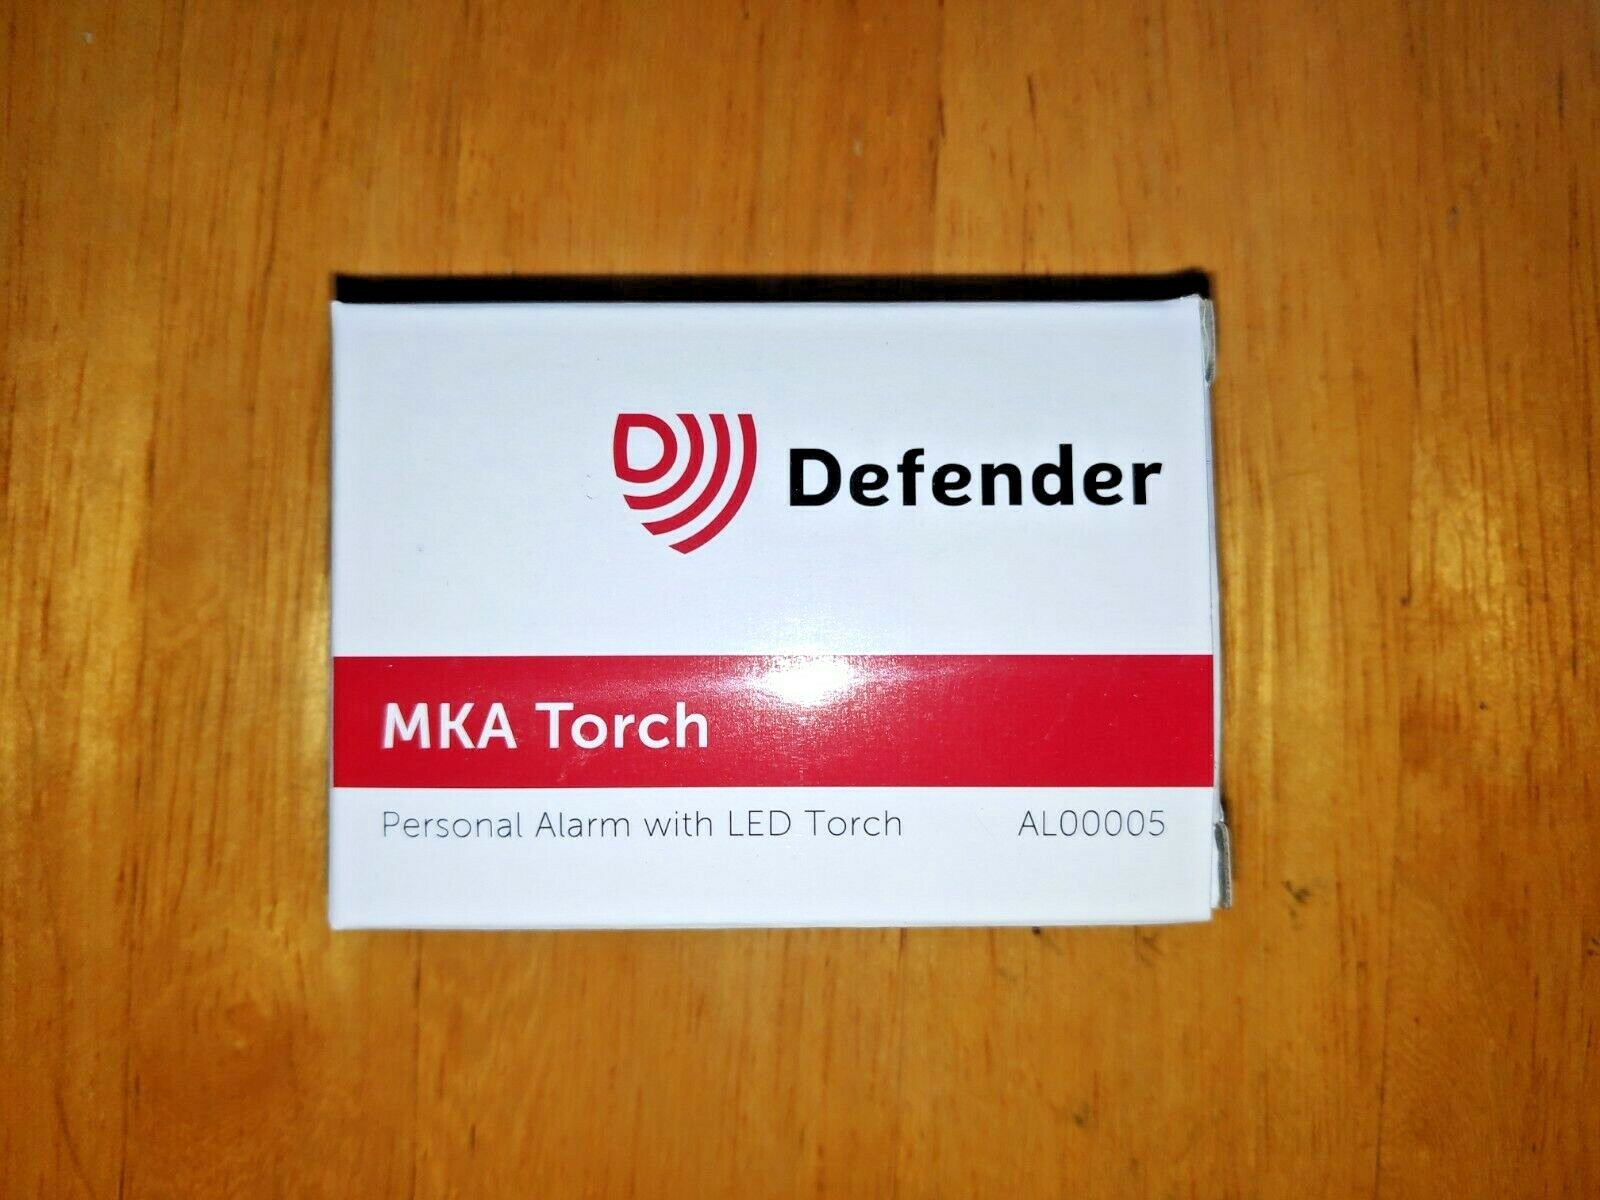 Defender
MKA Torch
Personal Alarm with LED Torch AL00005